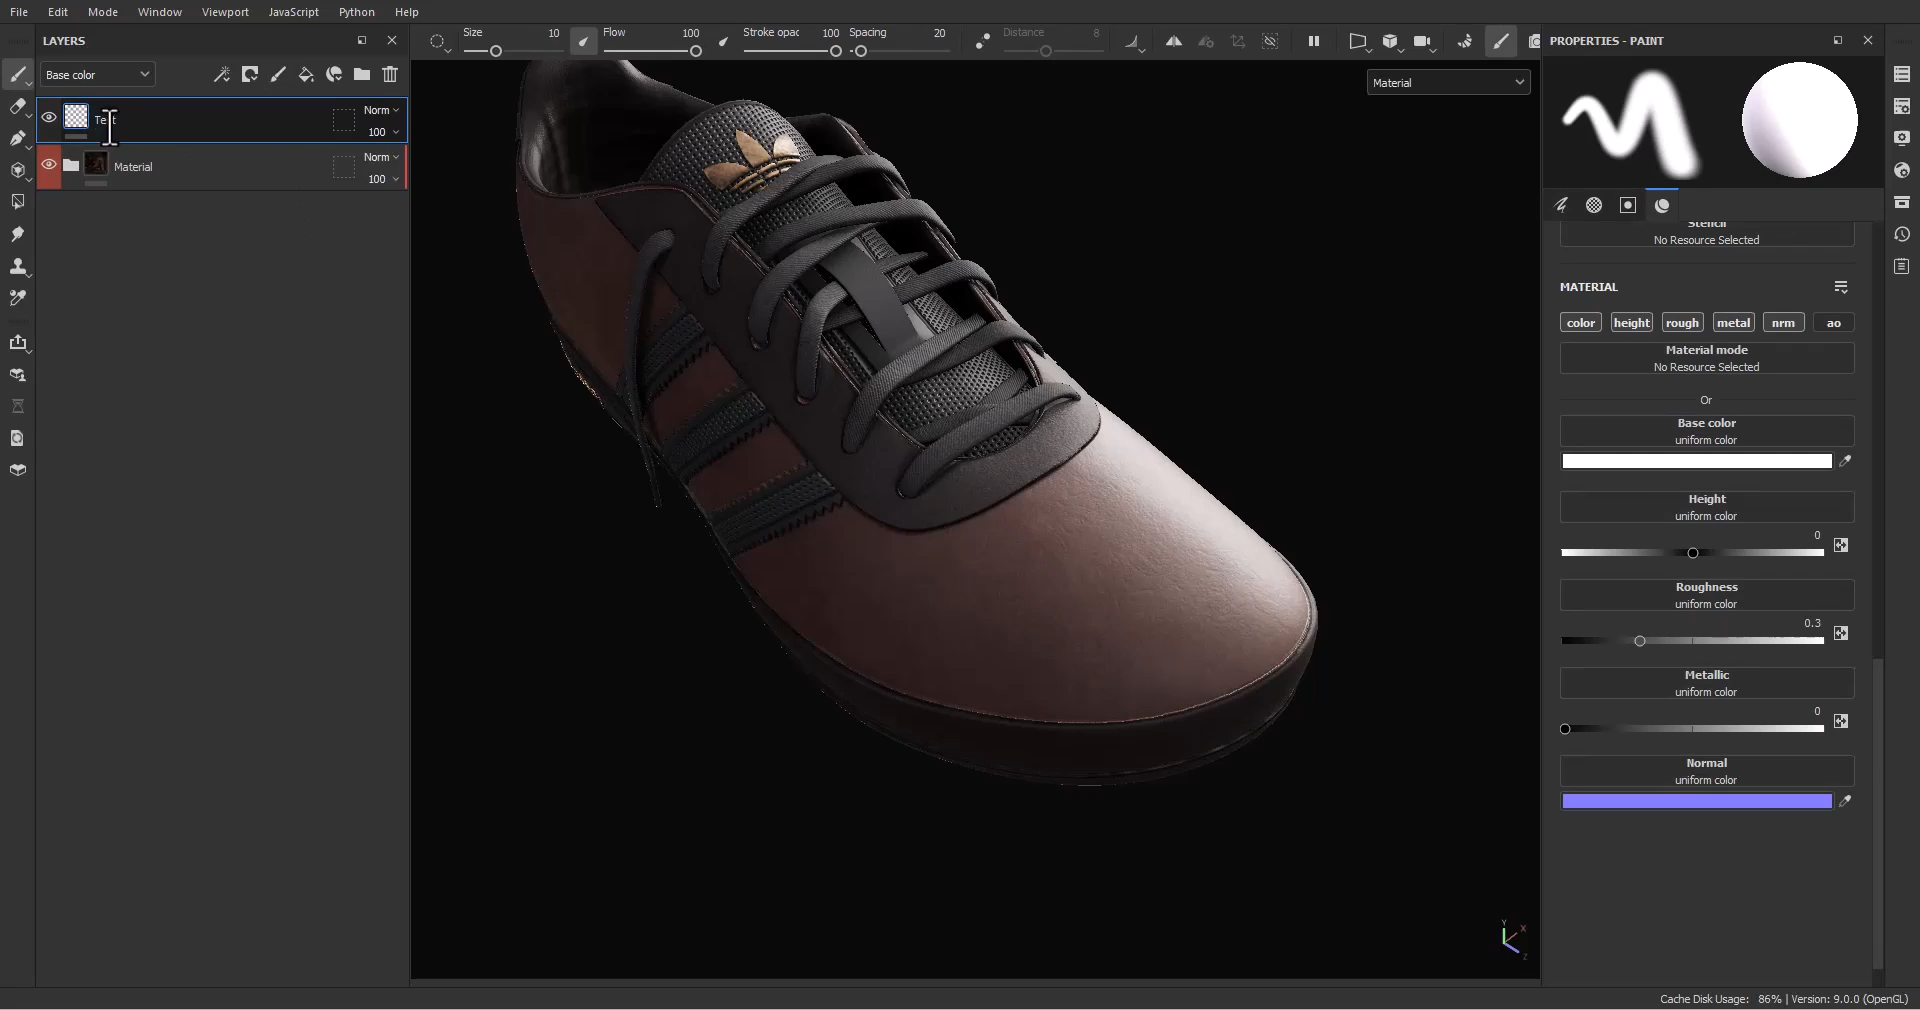 File Edit Mode Window Viewport JavaScript Python Help
LAYERS
Size 10 Flow 100 Stroke opac 100 Spacing 20 Distance 8
PROPERTIES - PAINT
Base color
Material
Norm
100
Material
Norm
100
Stencil
No Resource Selected
MATERIAL
color height rough metal nrm ao
Material mode
No Resource Selected
Or
Base color
uniform color
Height
uniform color
0
Roughness
uniform color
0.3
Metallic
uniform color
0
Normal
uniform color
Y
X
Z
Cache Disk Usage: 86% | Version: 9.0.0 (OpenGL)